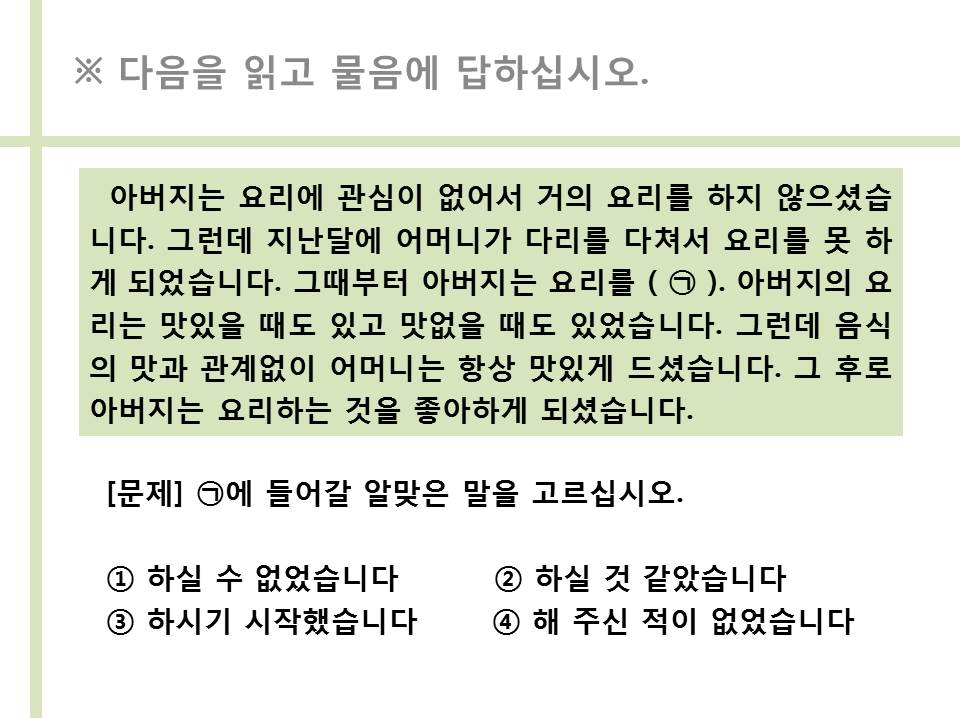 ※ 다음을 읽고 물음에 답하십시오.
아버지는 요리에 관심이 없어서 거의 요리를 하지 않으셨습
니다. 그런데 지난달에 어머니가 다리를 다쳐서 요리를 못 하
게 되었습니다. 그때부터 아버지는 요리를 ( ㉠ ). 아버지의 요
리는 맛있을 때도 있고 맛없을 때도 있었습니다. 그런데 음식
의 맛과 관계없이 어머니는 항상 맛있게 드셨습니다. 그 후로
아버지는 요리하는 것을 좋아하게 되셨습니다.
[문제] ㉠에 들어갈 알맞은 말을 고르십시오.
① 하실 수 없었습니다 ② 하실 것 같았습니다
③ 하시기 시작했습니다 ④ 해 주신 적이 없었습니다